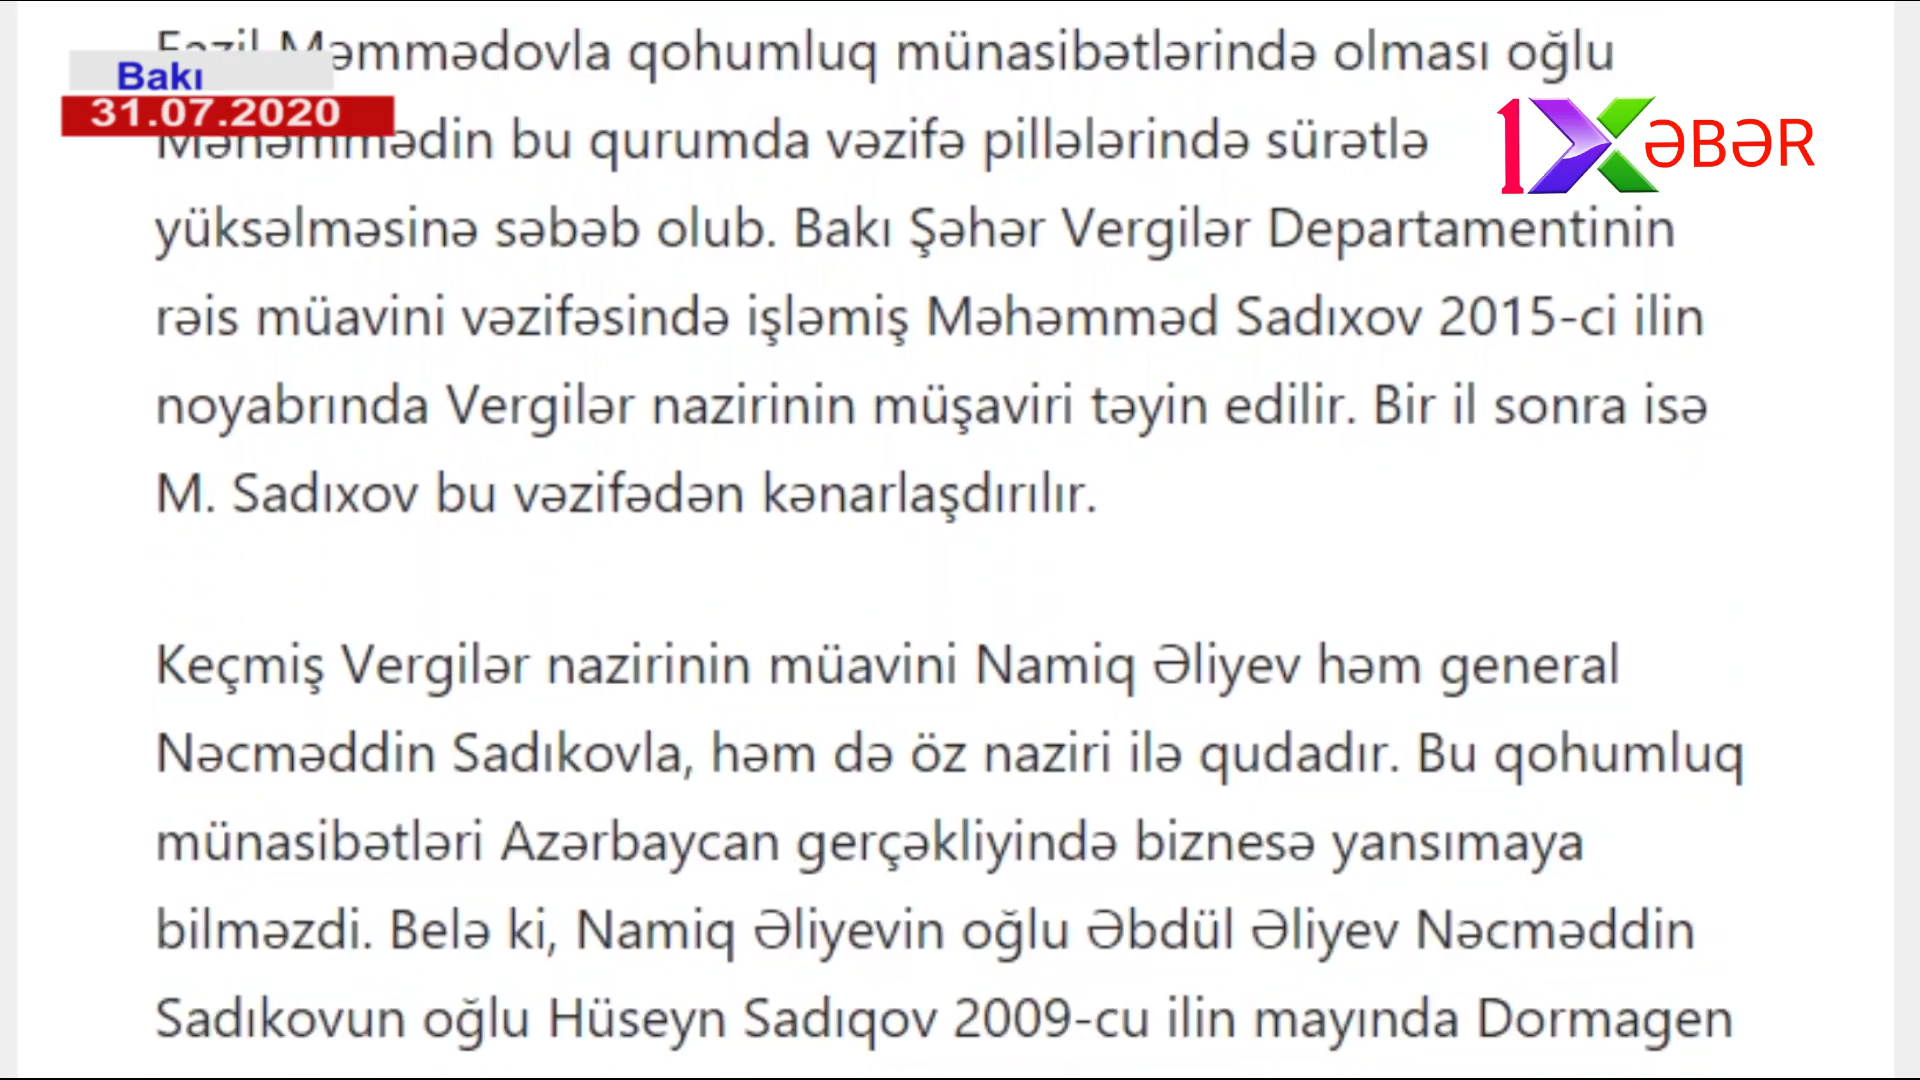 Fazil Məmmədovla qohumluq münasibətlərində olması oğlu
Bakı
31.07.2020
Məhəmmədin bu qurumda vəzifə pillələrində sürətlə
1XƏBƏR
yüksəlməsinə səbəb olub. Bakı Şəhər Vergilər Departamentinin
rəis müavini vəzifəsində işləmiş Məhəmməd Sadıxov 2015-ci ilin
noyabrında Vergilər nazirinin müşaviri təyin edilir. Bir il sonra isə
M. Sadıxov bu vəzifədən kənarlaşdırılır.
Keçmiş Vergilər nazirinin müavini Namiq Əliyev həm general
Nəcməddin Sadıkovla, həm də öz naziri ilə qudadır. Bu qohumluq
münasibətləri Azərbaycan gerçəkliyində biznesə yansımaya
bilməzdi. Belə ki, Namiq Əliyevin oğlu Əbdül Əliyev Nəcməddin
Sadıkovun oğlu Hüseyn Sadıqov 2009-cu ilin mayında Dormagen